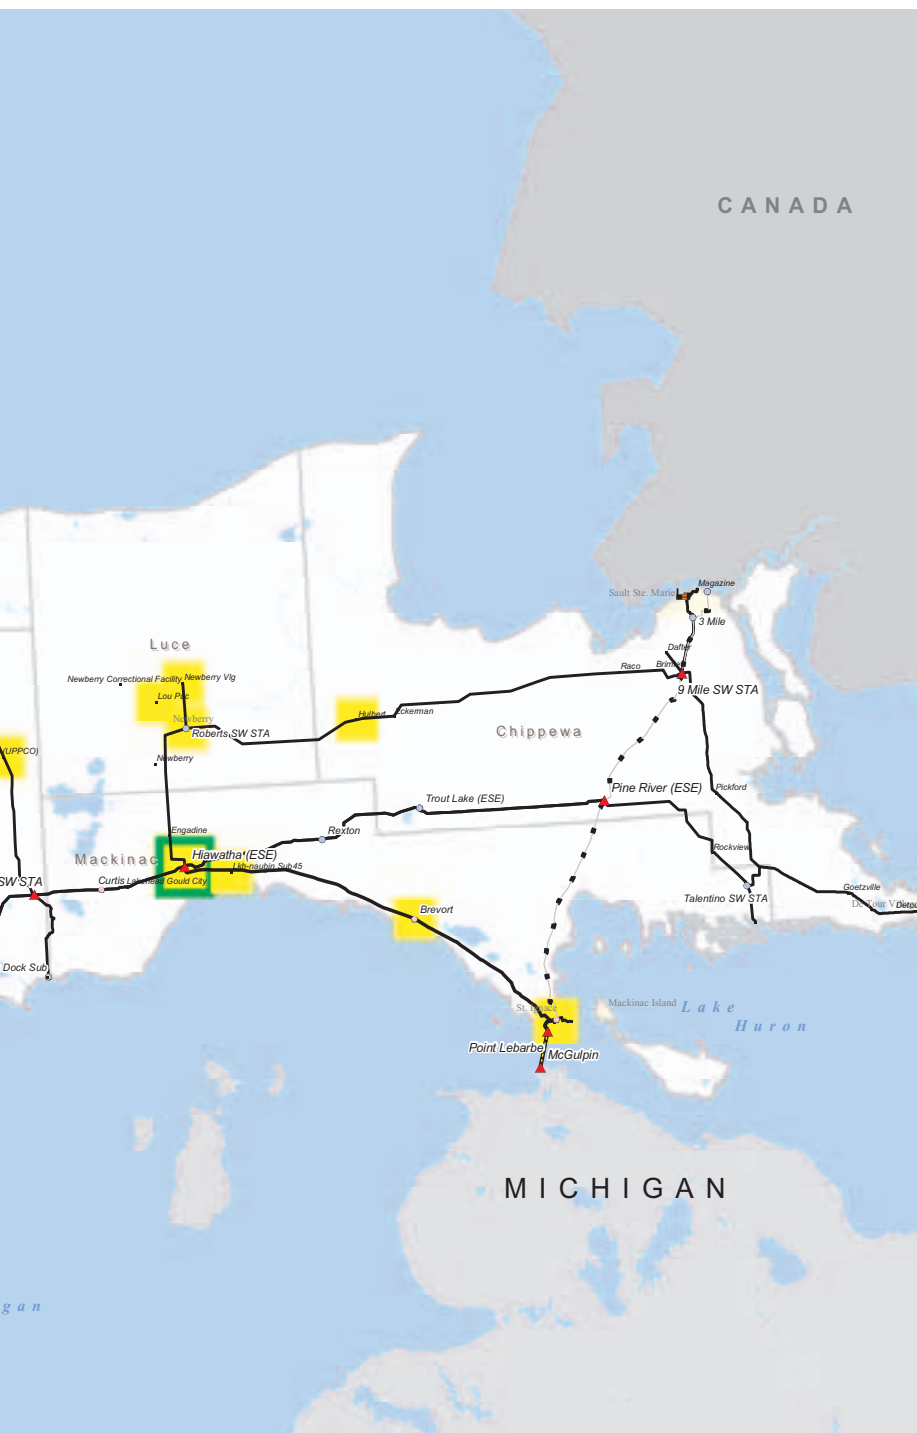 CANADA
Magazine
Sault Ste. Marie
3 Mile
Luce
Dafter
Raco
Newberry Correctional Facility
Newberry Vlg
9 Mile SW STA
Lou Pac
Hulbert
Eckerman
Newberry
Roberts SW STA
Chippewa
(UPPCO)
Newberry
Pine River (ESE)
Pickford
Trout Lake (ESE)
Engadine
Rexton
Rockview
Mackinac
Hiawatha (ESE)
Lkh-naubin Sub45
SW STA
Curtis
Lakehead Gould City
Goetzville
Talentino SW STA
Brevort
Dock Sub
St. Ignace
Mackinac Island
Lake
Huron
Point Lebarbe
McGulpin
MICHIGAN
gan